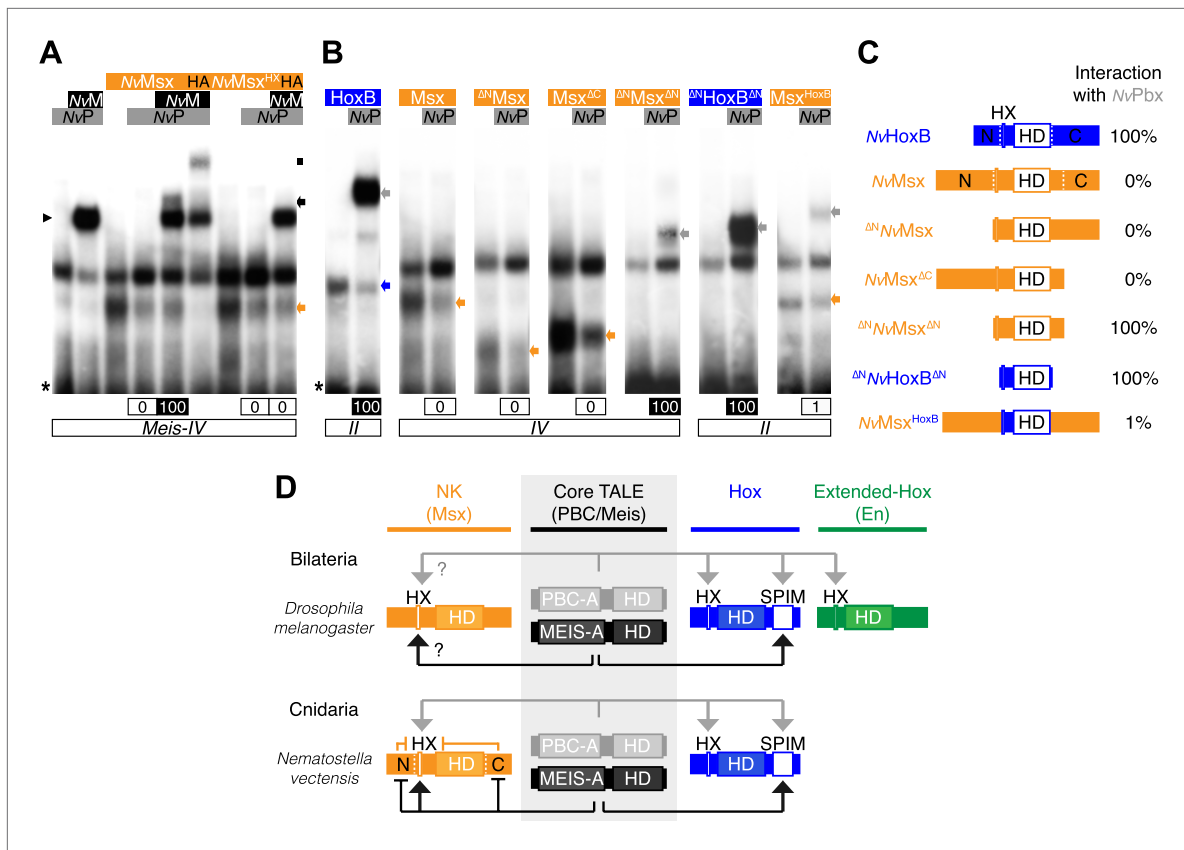 A
NvMsx HA NvMsxHXHA
NvM NvM NvM
NvP NvP NvP
*
0 100 0 0
Meis-IV
B
HoxB Msx ΔNMsx MsxΔC ΔNMsxΔN ΔNHoxBΔN MsxHoxB
NvP NvP NvP NvP NvP NvP NvP
*
100 0 0 0 100 100 1
II IV II
C
Interaction
with NvPbx
HX
NvHoxB N HD C 100%
NvMsx N HD C 0%
ΔNNvMsx HD 0%
NvMsxΔC HD 0%
ΔNNvMsxΔN HD 100%
ΔNNvHoxBΔN HD 100%
NvMsxHoxB HD 1%
D
NK
(Msx)
Core TALE
(PBC/Meis)
Hox
Extended-Hox
(En)
Bilateria
?
HX HX SPIM HX
Drosophila
melanogaster
HD PBC-A HD HD HD
MEIS-A HD
?
Cnidaria
HX HX SPIM
Nematostella
vectensis
N HD C PBC-A HD HD
MEIS-A HD